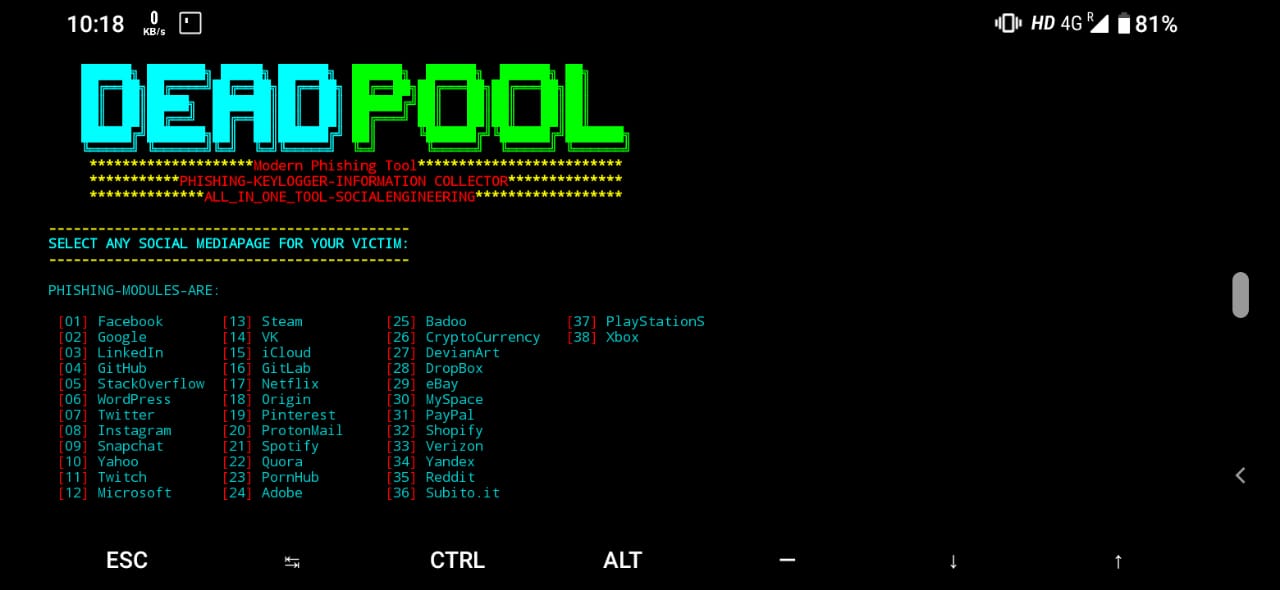 10:18 0 KB/s HD 4G R 81%
DEADPOOL
********************Modern Phishing Tool*************************
***********PHISHING-KEYLOGGER-INFORMATION COLLECTOR**************
**************ALL_IN_ONE_TOOL-SOCIALENGINEERING******************
--------------------------------------------
SELECT ANY SOCIAL MEDIAPAGE FOR YOUR VICTIM:
--------------------------------------------
PHISHING-MODULES-ARE:
[01] Facebook [13] Steam [25] Badoo [37] PlayStationS
[02] Google [14] VK [26] CryptoCurrency [38] Xbox
[03] LinkedIn [15] iCloud [27] DevianArt
[04] GitHub [16] GitLab [28] DropBox
[05] StackOverflow [17] Netflix [29] eBay
[06] WordPress [18] Origin [30] MySpace
[07] Twitter [19] Pinterest [31] PayPal
[08] Instagram [20] ProtonMail [32] Shopify
[09] Snapchat [21] Spotify [33] Verizon
[10] Yahoo [22] Quora [34] Yandex
[11] Twitch [23] PornHub [35] Reddit
[12] Microsoft [24] Adobe [36] Subito.it
ESC ↹ CTRL ALT — ↓ ↑